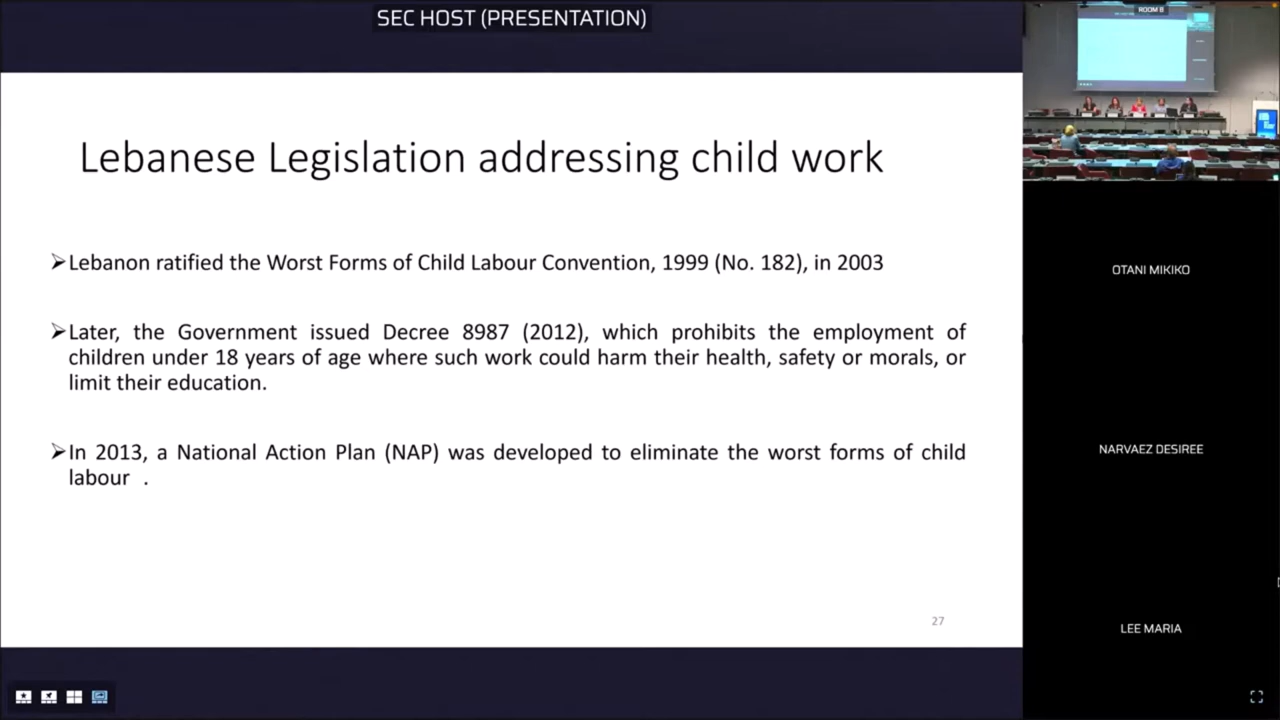 SEC HOST (PRESENTATION)
ROOM B
Lebanese Legislation addressing child work
➢Lebanon ratified the Worst Forms of Child Labour Convention, 1999 (No. 182), in 2003
➢Later, the Government issued Decree 8987 (2012), which prohibits the employment of
children under 18 years of age where such work could harm their health, safety or morals, or
limit their education.
➢In 2013, a National Action Plan (NAP) was developed to eliminate the worst forms of child
labour .
27
OTANI MIKIKO
NARVAEZ DESIREE
LEE MARIA